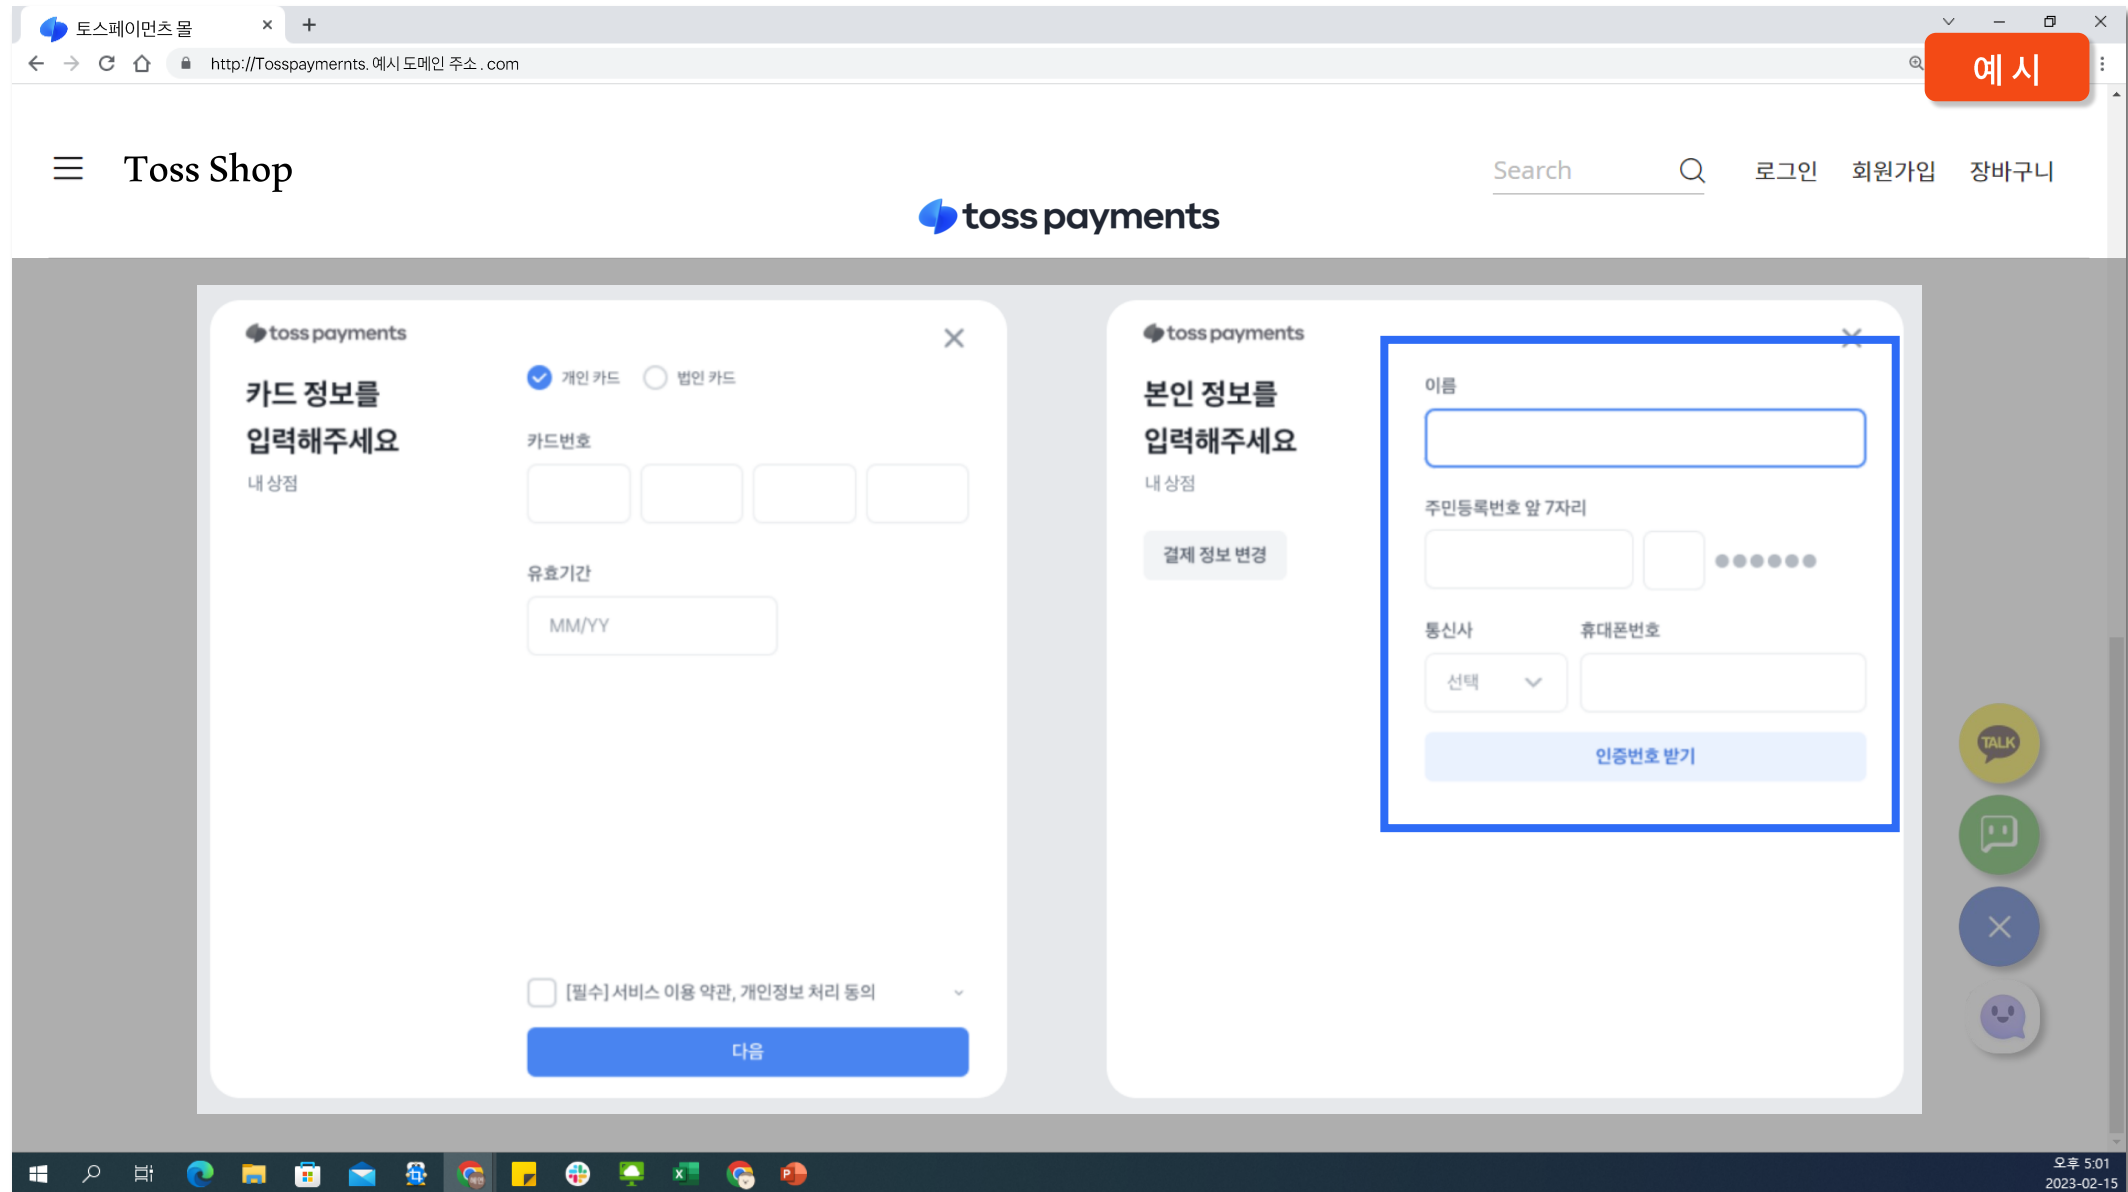 토스페이먼츠 몰
http://Tosspaymernts. 예시 도메인 주소 . com
예 시
Toss Shop
Search
로그인
회원가입
장바구니
toss payments
toss payments
카드 정보를
입력해주세요
내 상점
개인 카드
법인 카드
카드번호
유효기간
MM/YY
[필수] 서비스 이용 약관, 개인정보 처리 동의
다음
toss payments
본인 정보를
입력해주세요
내 상점
결제 정보 변경
이름
주민등록번호 앞 7자리
통신사
휴대폰번호
선택
인증번호 받기
TALK
오후 5:01
2023-02-15